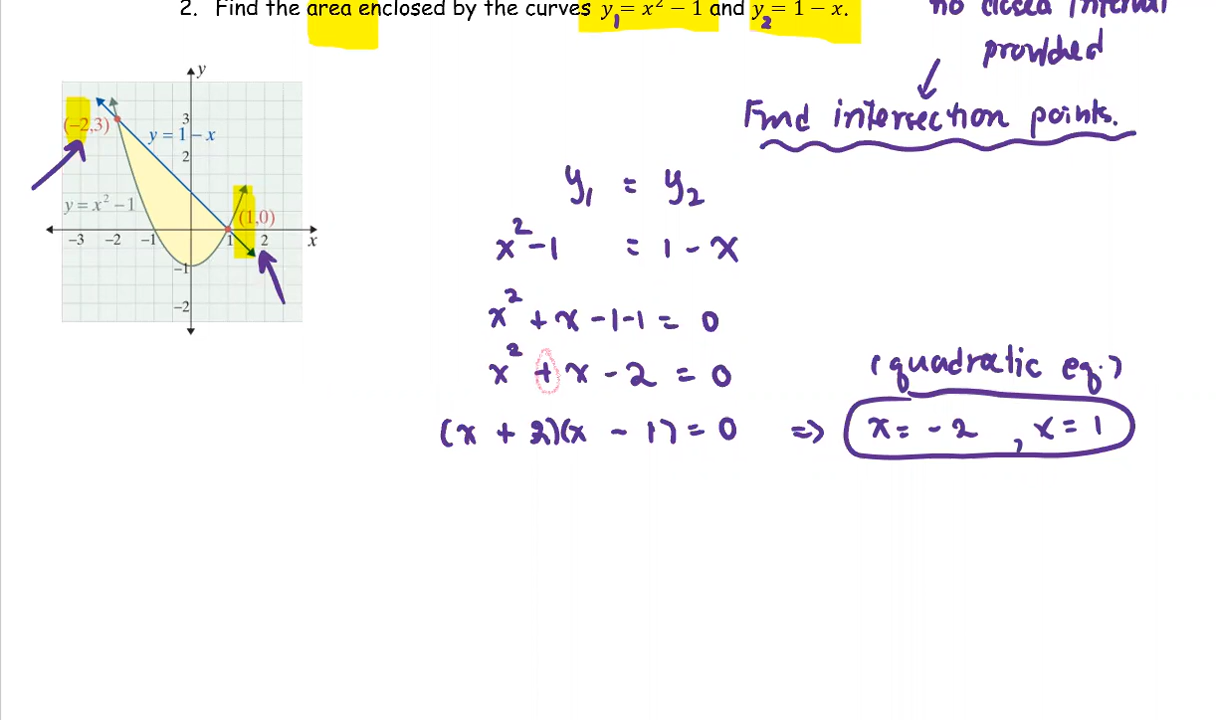 2. Find the area enclosed by the curves y₁ = x² − 1 and y₂ = 1 − x.
no closed interval
provided
Find intersection points.
y
(−2,3)
3
y = 1 − x
2
y = x² − 1
(1,0)
−3 −2 −1 1 2 x
−1
−2
y₁ = y₂
x² − 1 = 1 − x
x² + x − 1 − 1 = 0
x² + x − 2 = 0
(quadratic eq.)
(x + 2)(x − 1) = 0 ⇒ x = −2 , x = 1